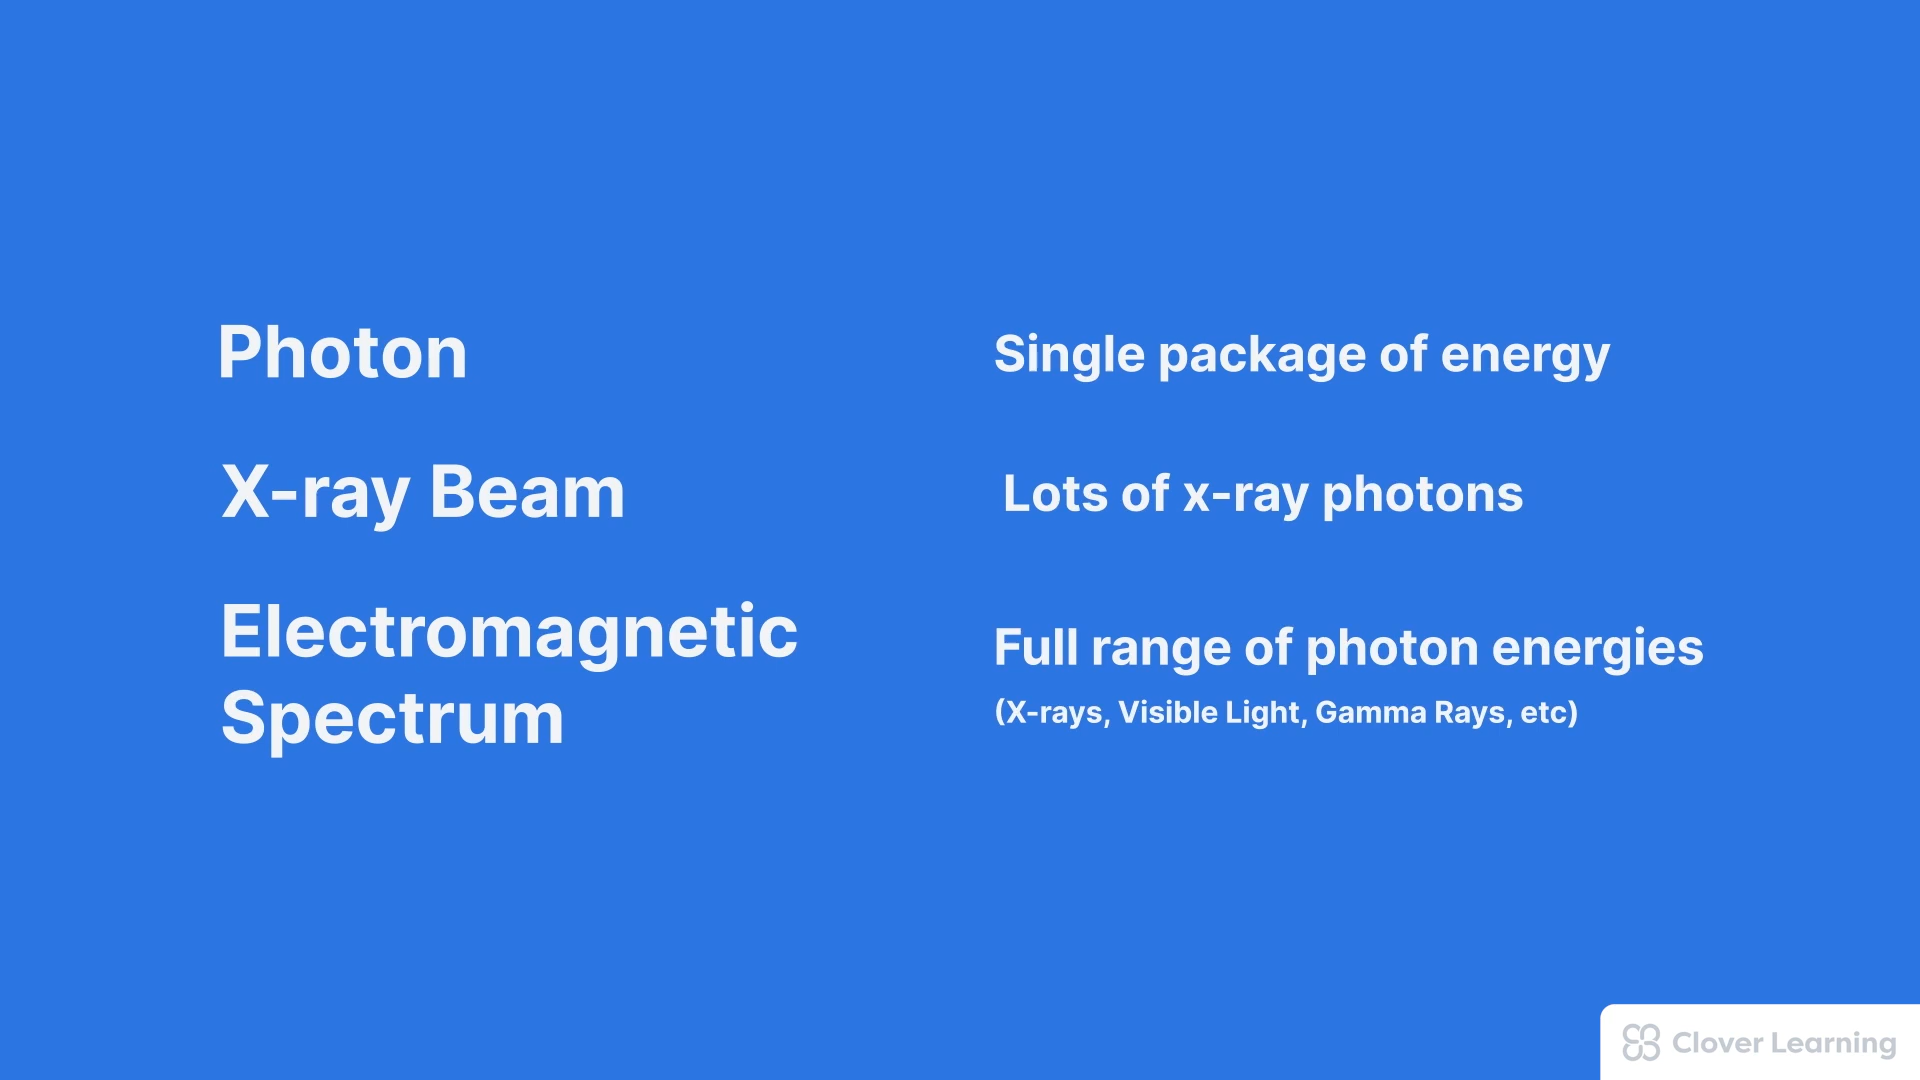 Photon
Single package of energy
X-ray Beam
Lots of x-ray photons
Electromagnetic
Spectrum
Full range of photon energies
(X-rays, Visible Light, Gamma Rays, etc)
Clover Learning